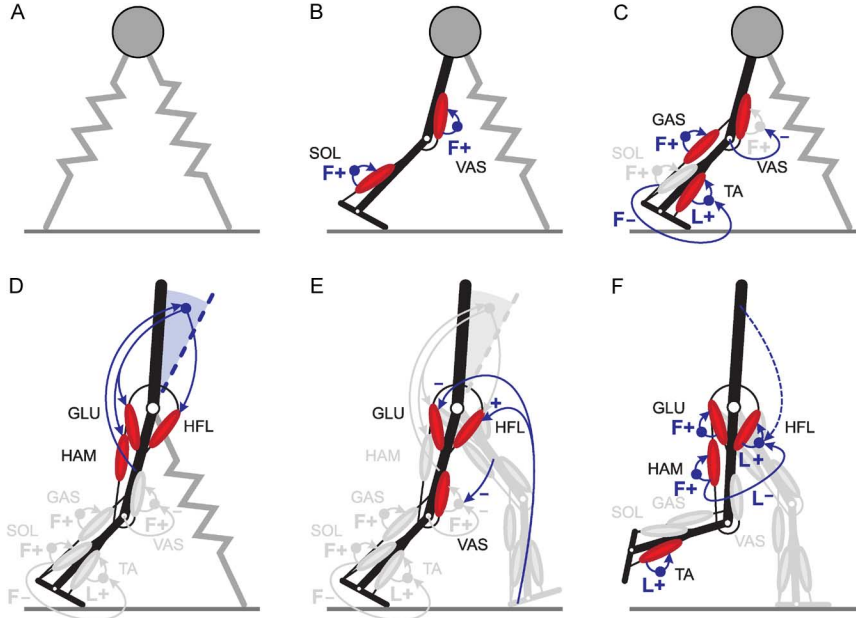 A
B
SOL
F+
F+
VAS
C
GAS
F+
SOL
F+
F+
−
VAS
TA
F−
L+
D
GLU
HFL
HAM
GAS
F+
SOL
F+
F+
−
VAS
TA
F−
L+
E
−
+
GLU
HFL
HAM
−
GAS
F+
SOL
F+
F+
−
VAS
TA
F−
L+
F
GLU
HFL
F+
L+
HAM
F+
L−
GAS
SOL
VAS
TA
L+